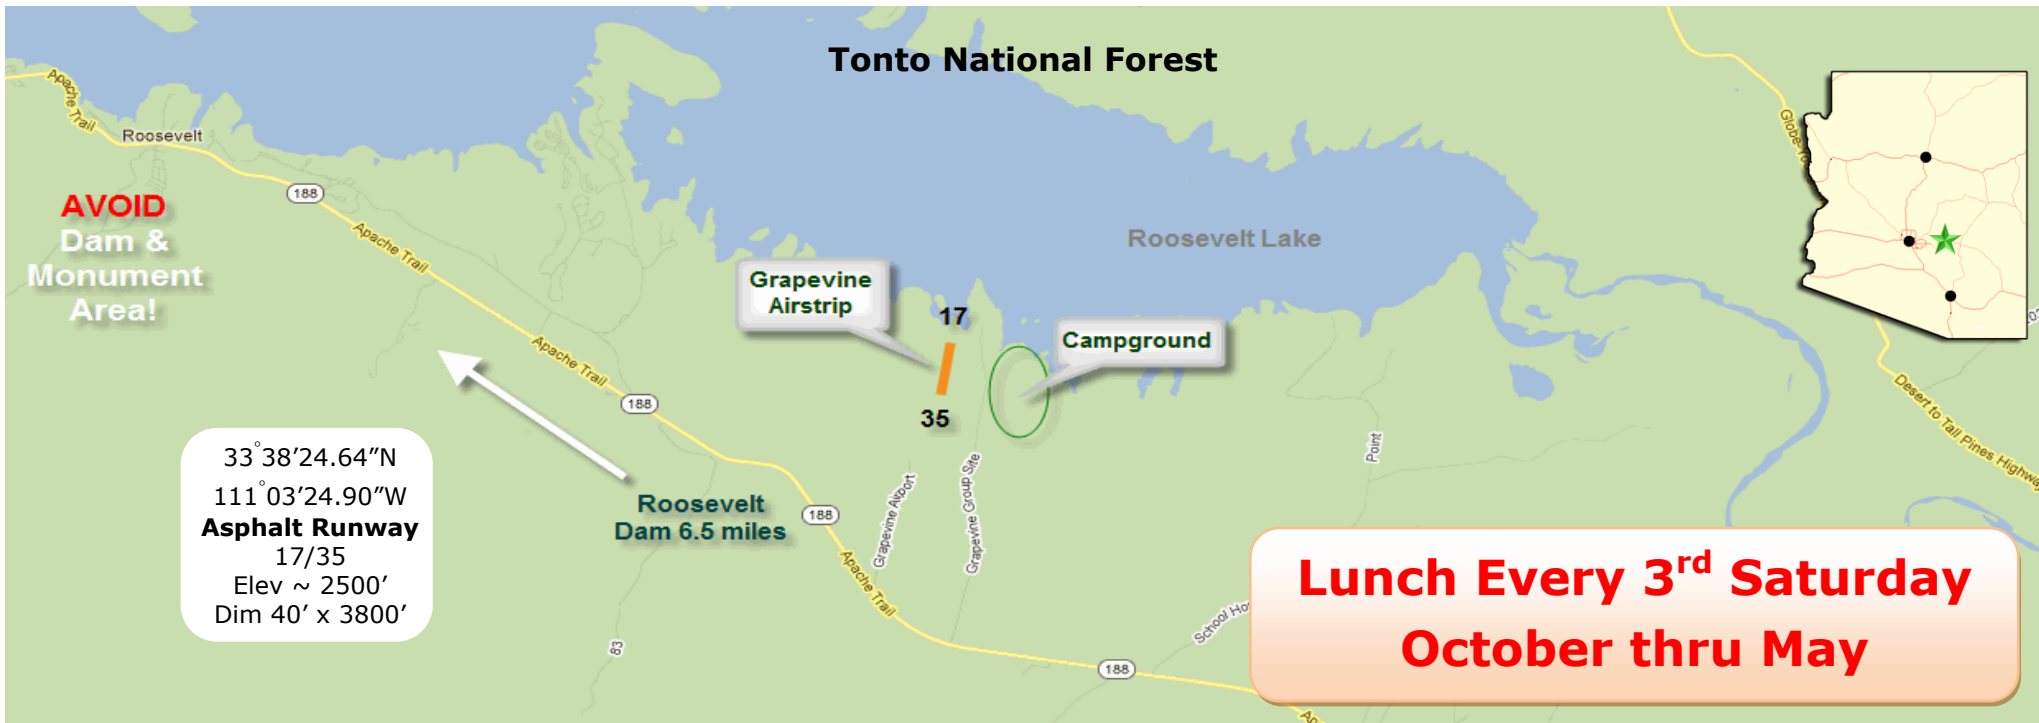 Tonto National Forest
Apache Trail
Roosevelt
188
AVOID
Dam &
Monument
Area!
Apache Trail
Roosevelt Lake
Grapevine
Airstrip
17
Campground
35
Apache Trail
188
33°38′24.64″N
111°03′24.90″W
Asphalt Runway
17/35
Elev ~ 2500′
Dim 40′ x 3800′
Roosevelt
Dam 6.5 miles
188
Grapevine Airport
Grapevine Group Site
Point
Desert to Tall Pines Highway
Apache Trail
83
188
Lunch Every 3rd Saturday
October thru May